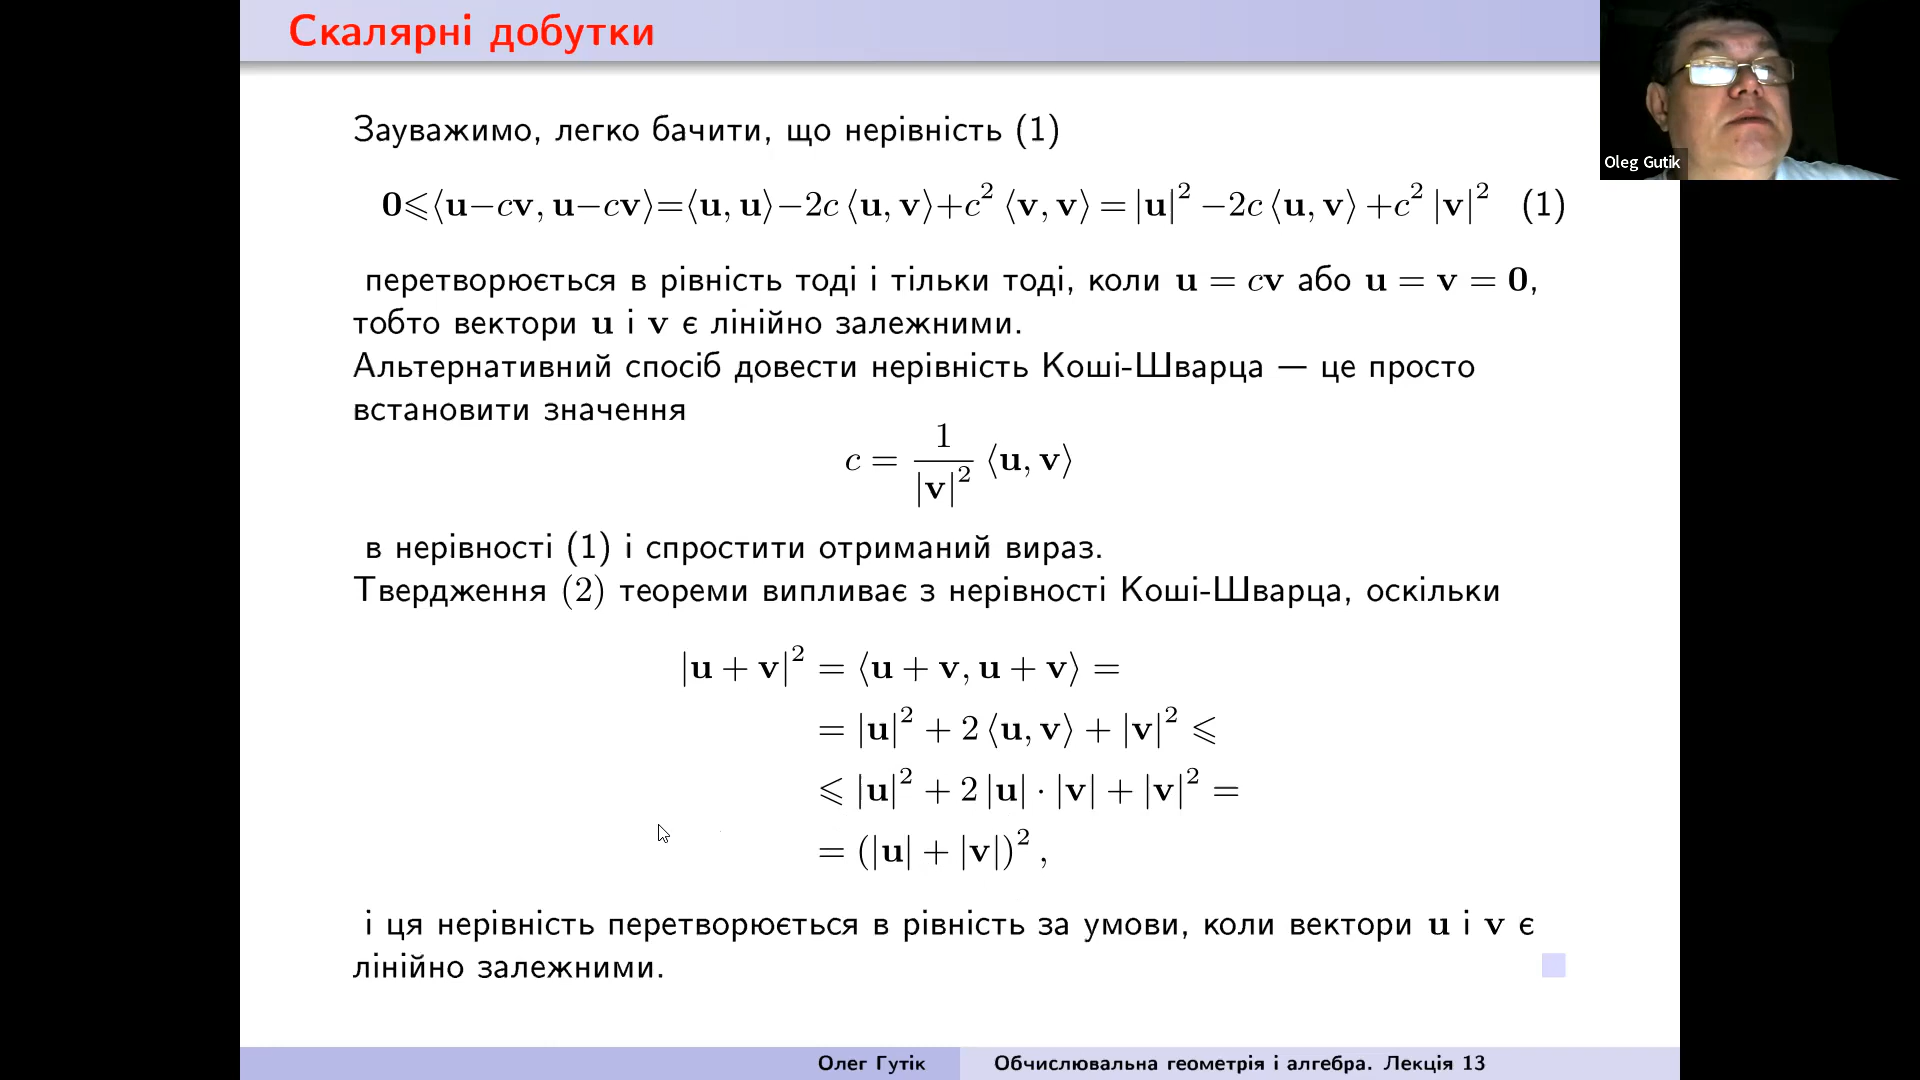 Скалярні добутки
Oleg Gutik
Зауважимо, легко бачити, що нерівність (1)
0⩽⟨u−cv, u−cv⟩=⟨u, u⟩−2c ⟨u, v⟩+c² ⟨v, v⟩ = |u|² −2c ⟨u, v⟩ +c² |v|² (1)
перетворюється в рівність тоді і тільки тоді, коли u = cv або u = v = 0,
тобто вектори u і v є лінійно залежними.
Альтернативний спосіб довести нерівність Коші-Шварца — це просто
встановити значення
c = 1/|v|² ⟨u, v⟩
в нерівності (1) і спростити отриманий вираз.
Твердження (2) теореми випливає з нерівності Коші-Шварца, оскільки
|u + v|² = ⟨u + v, u + v⟩ =
= |u|² + 2 ⟨u, v⟩ + |v|² ⩽
⩽ |u|² + 2 |u| · |v| + |v|² =
= (|u| + |v|)² ,
і ця нерівність перетворюється в рівність за умови, коли вектори u і v є
лінійно залежними.
Олег Гутік
Обчислювальна геометрія і алгебра. Лекція 13